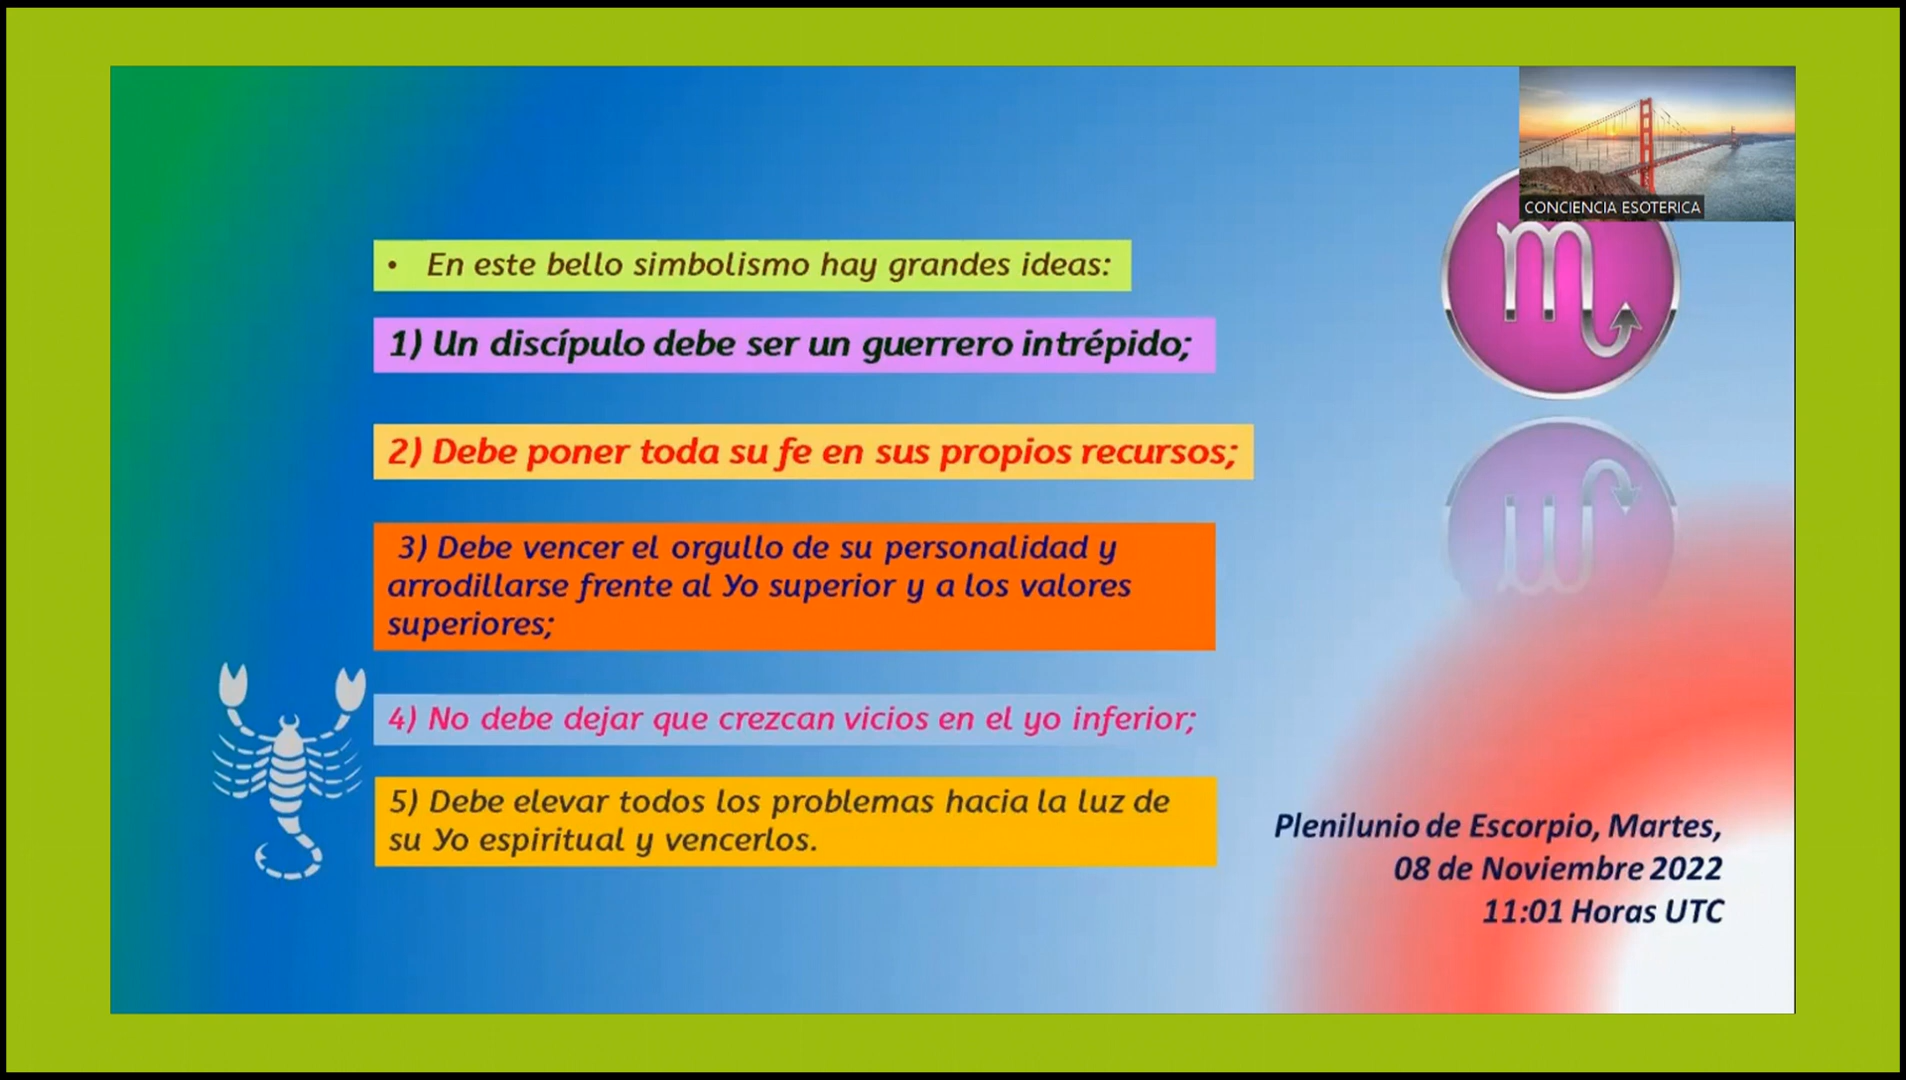 CONCIENCIA ESOTERICA
• En este bello simbolismo hay grandes ideas:
1) Un discípulo debe ser un guerrero intrépido;
2) Debe poner toda su fe en sus propios recursos;
3) Debe vencer el orgullo de su personalidad y
arrodillarse frente al Yo superior y a los valores
superiores;
4) No debe dejar que crezcan vicios en el yo inferior;
5) Debe elevar todos los problemas hacia la luz de
su Yo espiritual y vencerlos.
Plenilunio de Escorpio, Martes,
08 de Noviembre 2022
11:01 Horas UTC